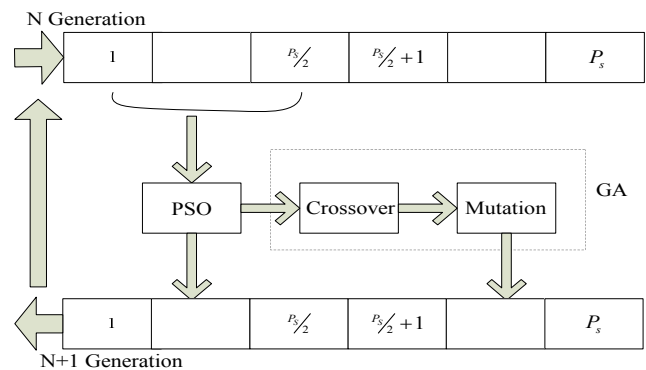 N Generation
1 Ps/2 Ps/2 +1 Ps
PSO Crossover Mutation GA
1 Ps/2 Ps/2 +1 Ps
N+1 Generation